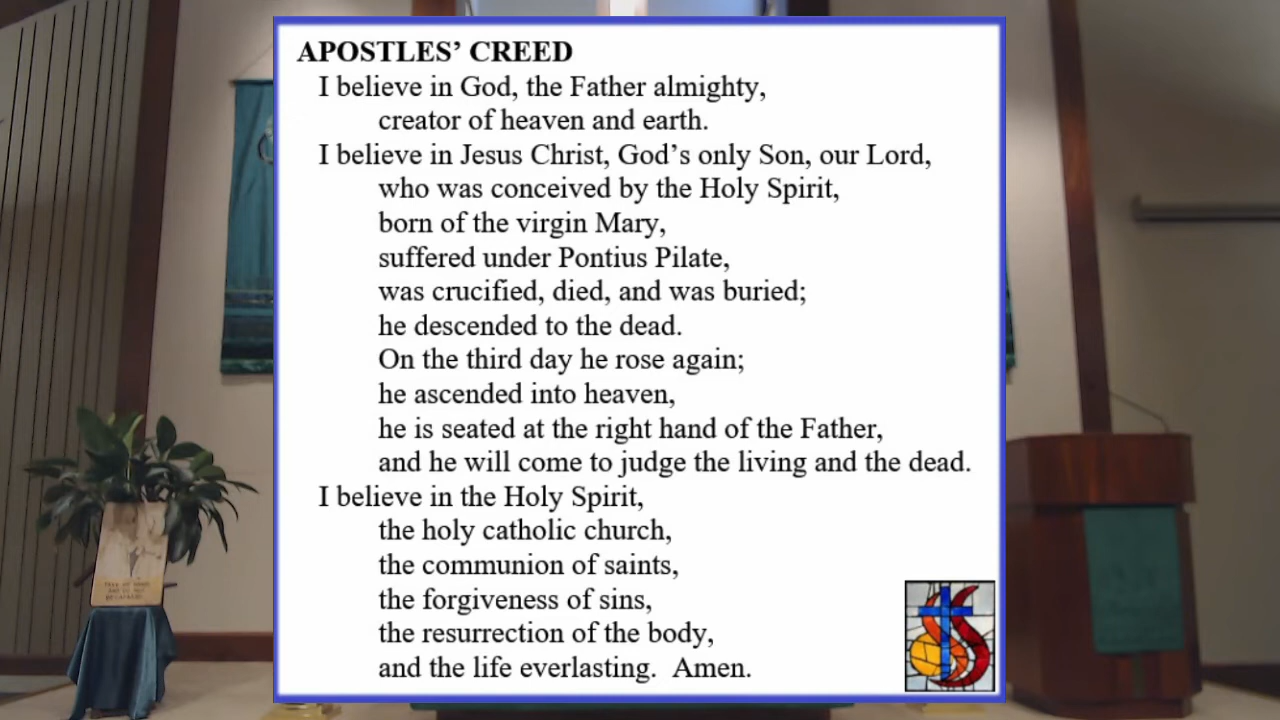 APOSTLES’ CREED
I believe in God, the Father almighty,
creator of heaven and earth.
I believe in Jesus Christ, God’s only Son, our Lord,
who was conceived by the Holy Spirit,
born of the virgin Mary,
suffered under Pontius Pilate,
was crucified, died, and was buried;
he descended to the dead.
On the third day he rose again;
he ascended into heaven,
he is seated at the right hand of the Father,
and he will come to judge the living and the dead.
I believe in the Holy Spirit,
the holy catholic church,
the communion of saints,
the forgiveness of sins,
the resurrection of the body,
and the life everlasting.  Amen.